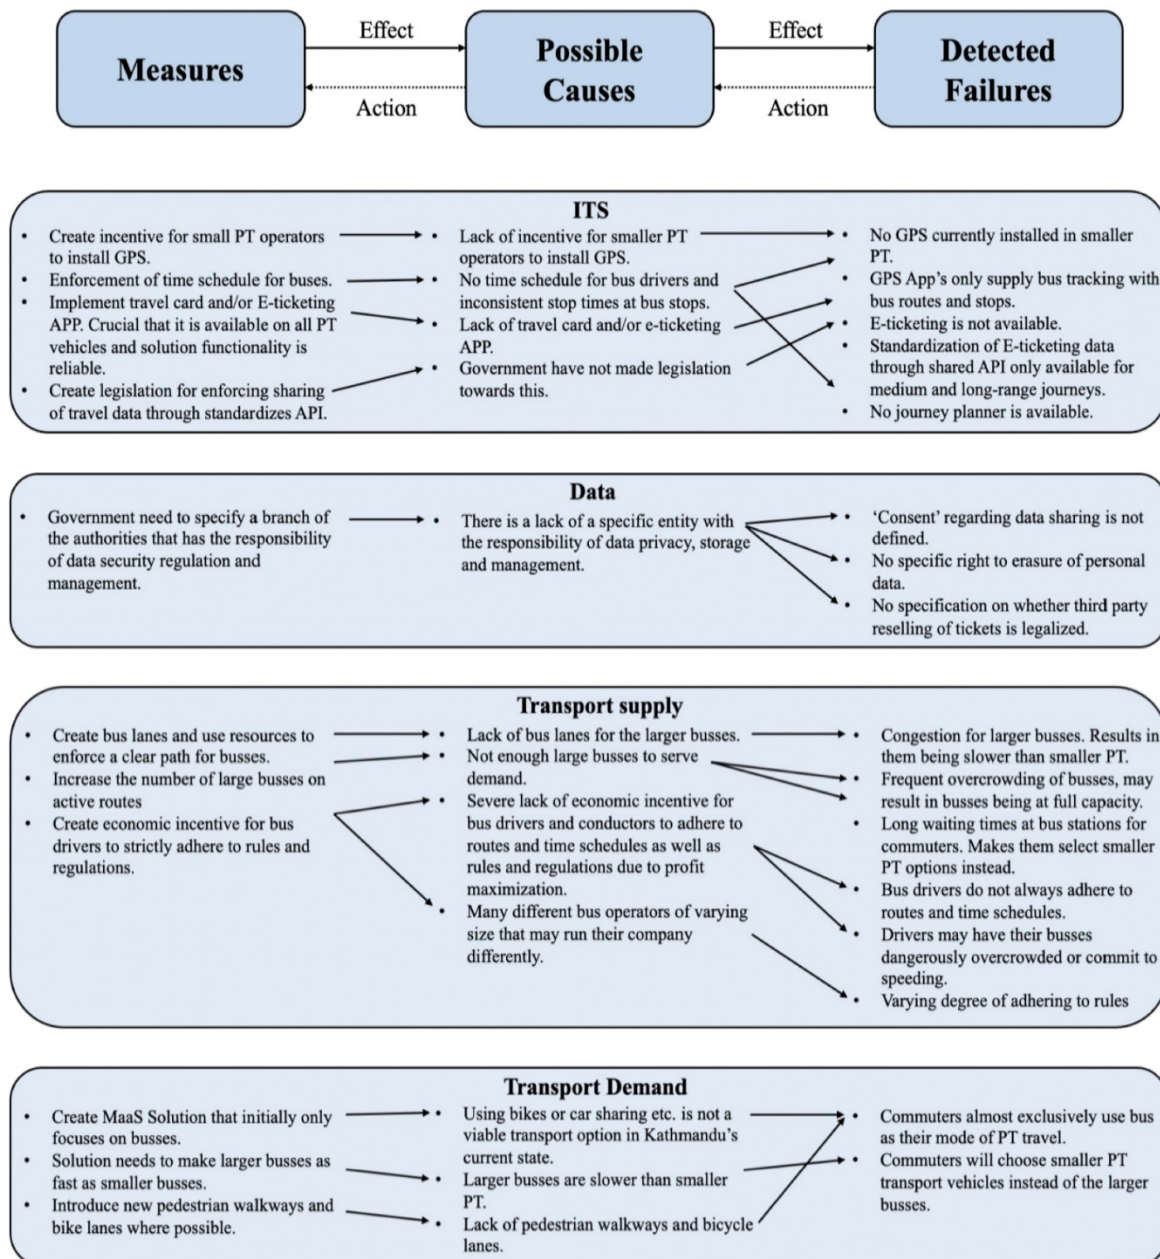 Measures
Effect
Action
Possible
Causes
Effect
Action
Detected
Failures
ITS
• Create incentive for small PT operators
to install GPS.
• Enforcement of time schedule for buses.
• Implement travel card and/or E-ticketing
APP. Crucial that it is available on all PT
vehicles and solution functionality is
reliable.
• Create legislation for enforcing sharing
of travel data through standardizes API.
• Lack of incentive for smaller PT
operators to install GPS.
• No time schedule for bus drivers and
inconsistent stop times at bus stops.
• Lack of travel card and/or e-ticketing
APP.
• Government have not made legislation
towards this.
• No GPS currently installed in smaller
PT.
• GPS App's only supply bus tracking with
bus routes and stops.
• E-ticketing is not available.
• Standardization of E-ticketing data
through shared API only available for
medium and long-range journeys.
• No journey planner is available.
Data
• Government need to specify a branch of
the authorities that has the responsibility
of data security regulation and
management.
• There is a lack of a specific entity with
the responsibility of data privacy, storage
and management.
• ‘Consent’ regarding data sharing is not
defined.
• No specific right to erasure of personal
data.
• No specification on whether third party
reselling of tickets is legalized.
Transport supply
• Create bus lanes and use resources to
enforce a clear path for busses.
• Increase the number of large busses on
active routes
• Create economic incentive for bus
drivers to strictly adhere to rules and
regulations.
• Lack of bus lanes for the larger busses.
• Not enough large busses to serve
demand.
• Severe lack of economic incentive for
bus drivers and conductors to adhere to
routes and time schedules as well as
rules and regulations due to profit
maximization.
• Many different bus operators of varying
size that may run their company
differently.
• Congestion for larger busses. Results in
them being slower than smaller PT.
• Frequent overcrowding of busses, may
result in busses being at full capacity.
• Long waiting times at bus stations for
commuters. Makes them select smaller
PT options instead.
• Bus drivers do not always adhere to
routes and time schedules.
• Drivers may have their busses
dangerously overcrowded or commit to
speeding.
• Varying degree of adhering to rules
Transport Demand
• Create MaaS Solution that initially only
focuses on busses.
• Solution needs to make larger busses as
fast as smaller busses.
• Introduce new pedestrian walkways and
bike lanes where possible.
• Using bikes or car sharing etc. is not a
viable transport option in Kathmandu's
current state.
• Larger busses are slower than smaller
PT.
• Lack of pedestrian walkways and bicycle
lanes.
• Commuters almost exclusively use bus
as their mode of PT travel.
• Commuters will choose smaller PT
transport vehicles instead of the larger
busses.